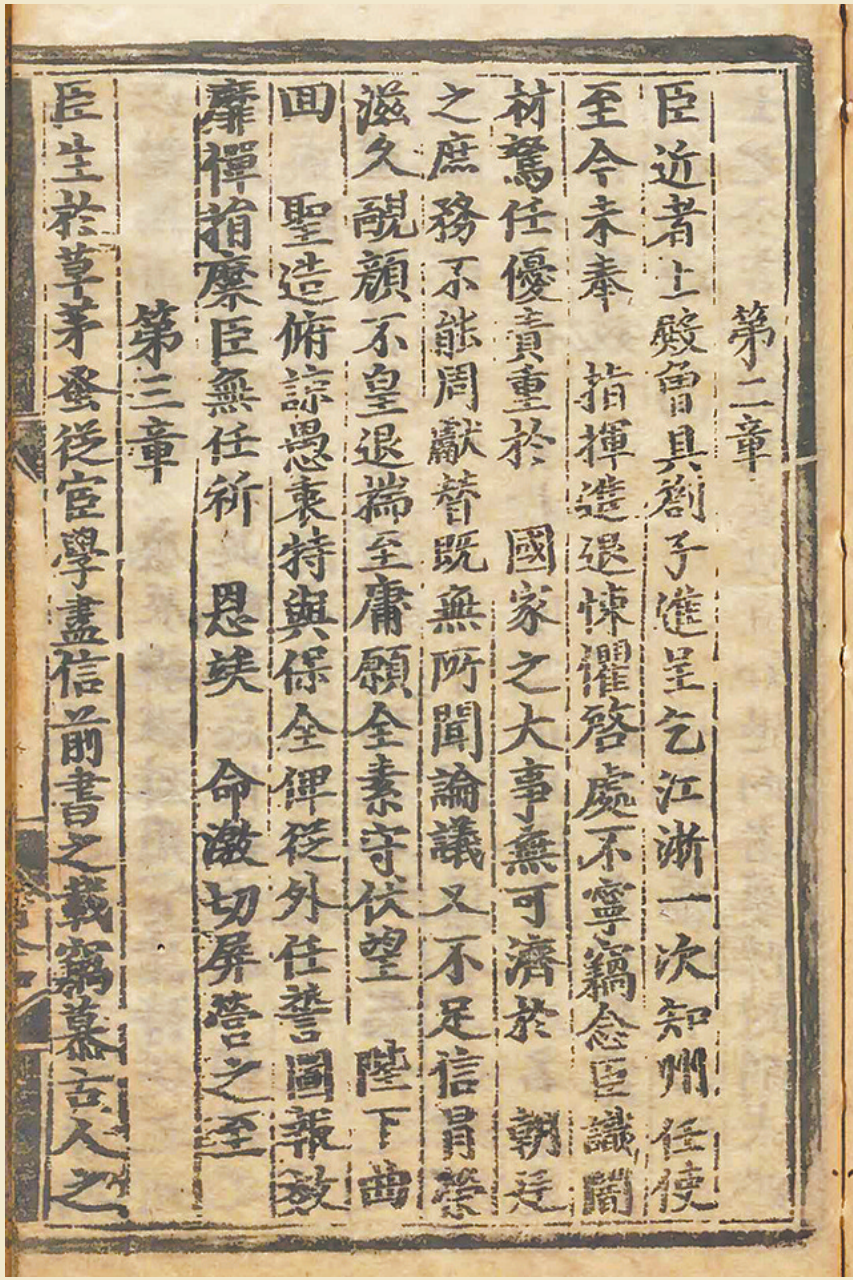 第二章
臣近者上殿曾具劄子進呈乞江淅一次知州任使
至今未奉 指揮進退悚懼啓處不寧竊念臣識闇
材駑任優責重於 國家之大事無可濟於 朝廷
之庶務不能周獻替既無所聞論議又不足信冒榮
滋久靦顔不皇退揣至庸願全素守伏望 陛下曲
回 聖造俯諒愚衷特與保全俾從外任誓圖報效
靡憚捐糜臣無任祈 恩竢 命激切屏營之至
第三章
臣生於草茅蚤從宦學盡信前書之載竊慕古人之